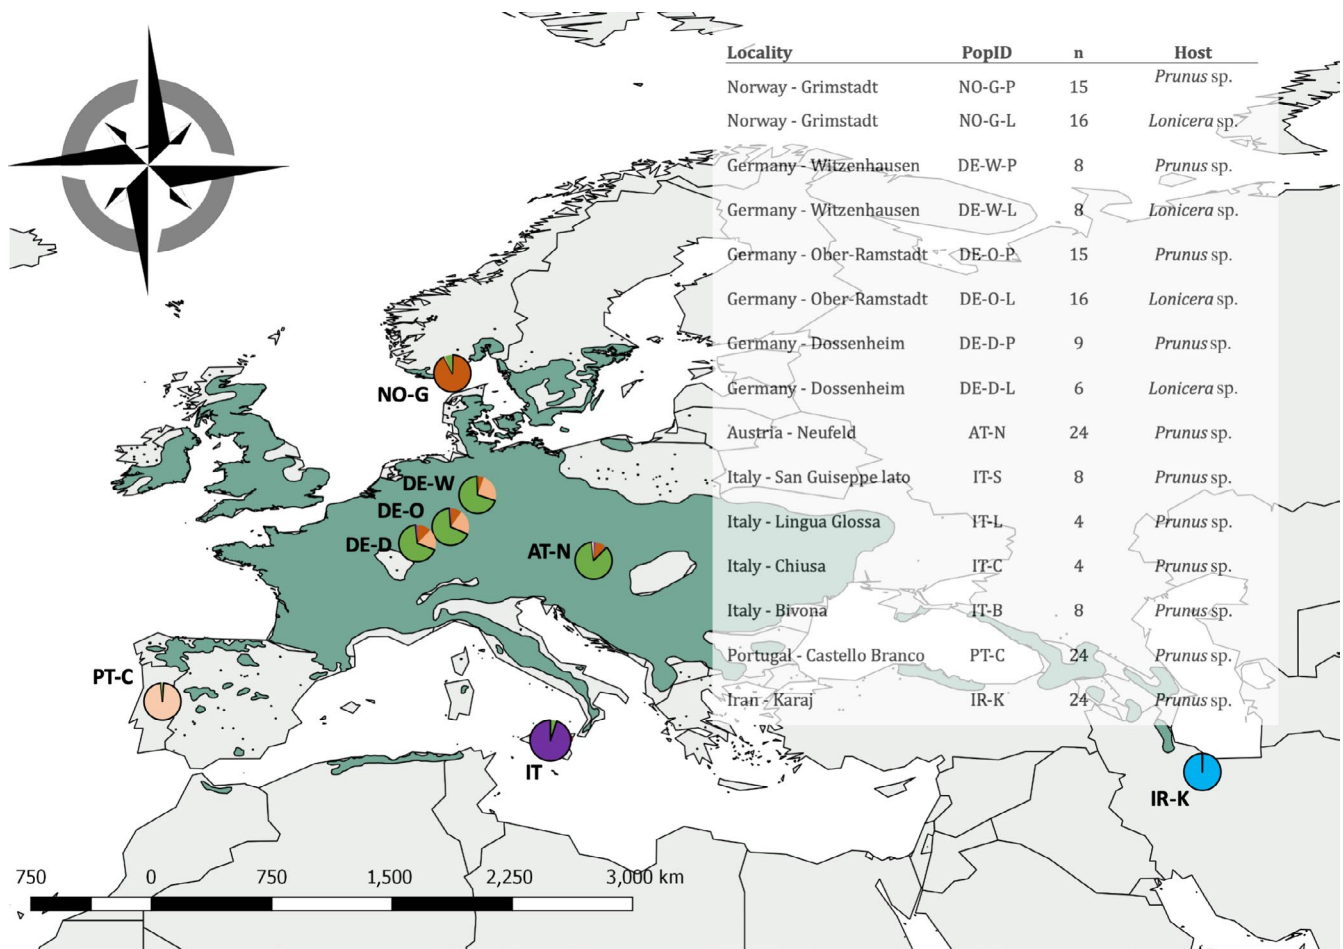 Locality PopID n Host
Norway - Grimstadt NO-G-P 15 Prunus sp.
Norway - Grimstadt NO-G-L 16 Lonicera sp.
Germany - Witzenhausen DE-W-P 8 Prunus sp.
Germany - Witzenhausen DE-W-L 8 Lonicera sp.
Germany - Ober-Ramstadt DE-O-P 15 Prunus sp.
Germany - Ober-Ramstadt DE-O-L 16 Lonicera sp.
Germany - Dossenheim DE-D-P 9 Prunus sp.
Germany - Dossenheim DE-D-L 6 Lonicera sp.
Austria - Neufeld AT-N 24 Prunus sp.
Italy - San Guiseppe lato IT-S 8 Prunus sp.
Italy - Lingua Glossa IT-L 4 Prunus sp.
Italy - Chiusa IT-C 4 Prunus sp.
Italy - Bivona IT-B 8 Prunus sp.
Portugal - Castello Branco PT-C 24 Prunus sp.
Iran - Karaj IR-K 24 Prunus sp.
NO-G
DE-W
DE-O
DE-D
AT-N
PT-C
IT
IR-K
750 0 750 1,500 2,250 3,000 km